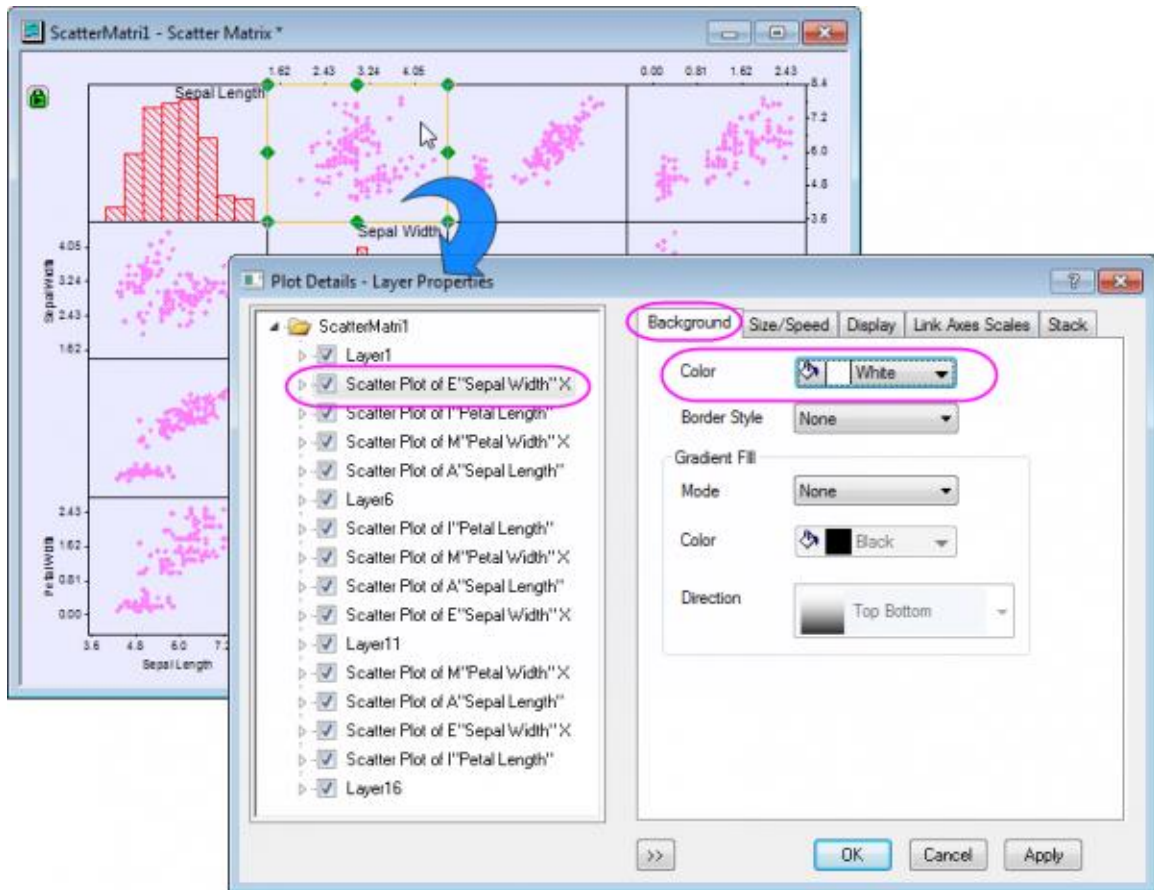 ScatterMatri1 - Scatter Matrix *
1.62 2.43 3.24 4.05 0.00 0.81 1.62 2.43
Sepal Length
8.4
7.2
6.0
4.8
3.6
Sepal Width
4.05
3.24
2.43
1.62
Sepal Width
2.43
1.62
0.81
0.00
Petal Width
3.6 4.8 6.0 7.2
Sepal Length
Plot Details - Layer Properties
ScatterMatri1
Layer1
Scatter Plot of E"Sepal Width" X
Scatter Plot of I"Petal Length"
Scatter Plot of M"Petal Width" X
Scatter Plot of A"Sepal Length"
Layer6
Scatter Plot of I"Petal Length"
Scatter Plot of M"Petal Width" X
Scatter Plot of A"Sepal Length"
Scatter Plot of E"Sepal Width" X
Layer11
Scatter Plot of M"Petal Width" X
Scatter Plot of A"Sepal Length"
Scatter Plot of E"Sepal Width" X
Scatter Plot of I"Petal Length"
Layer16
Background Size/Speed Display Link Axes Scales Stack
Color White
Border Style None
Gradient Fill
Mode None
Color Black
Direction Top Bottom
>> OK Cancel Apply